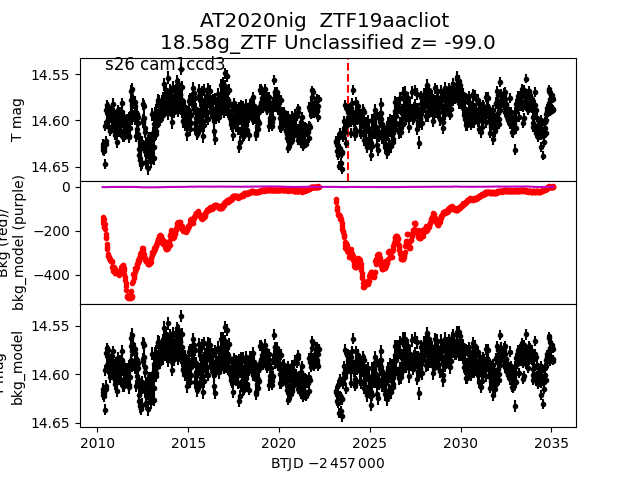 AT2020nig  ZTF19aacliot
18.58g_ZTF Unclassified z= -99.0
s26 cam1ccd3
14.55
14.60
14.65
T mag
0
−200
−400
Bkg (red)/
bkg_model (purple)
14.55
14.60
14.65
bkg_model
2010
2015
2020
2025
2030
2035
BTJD −2 457 000